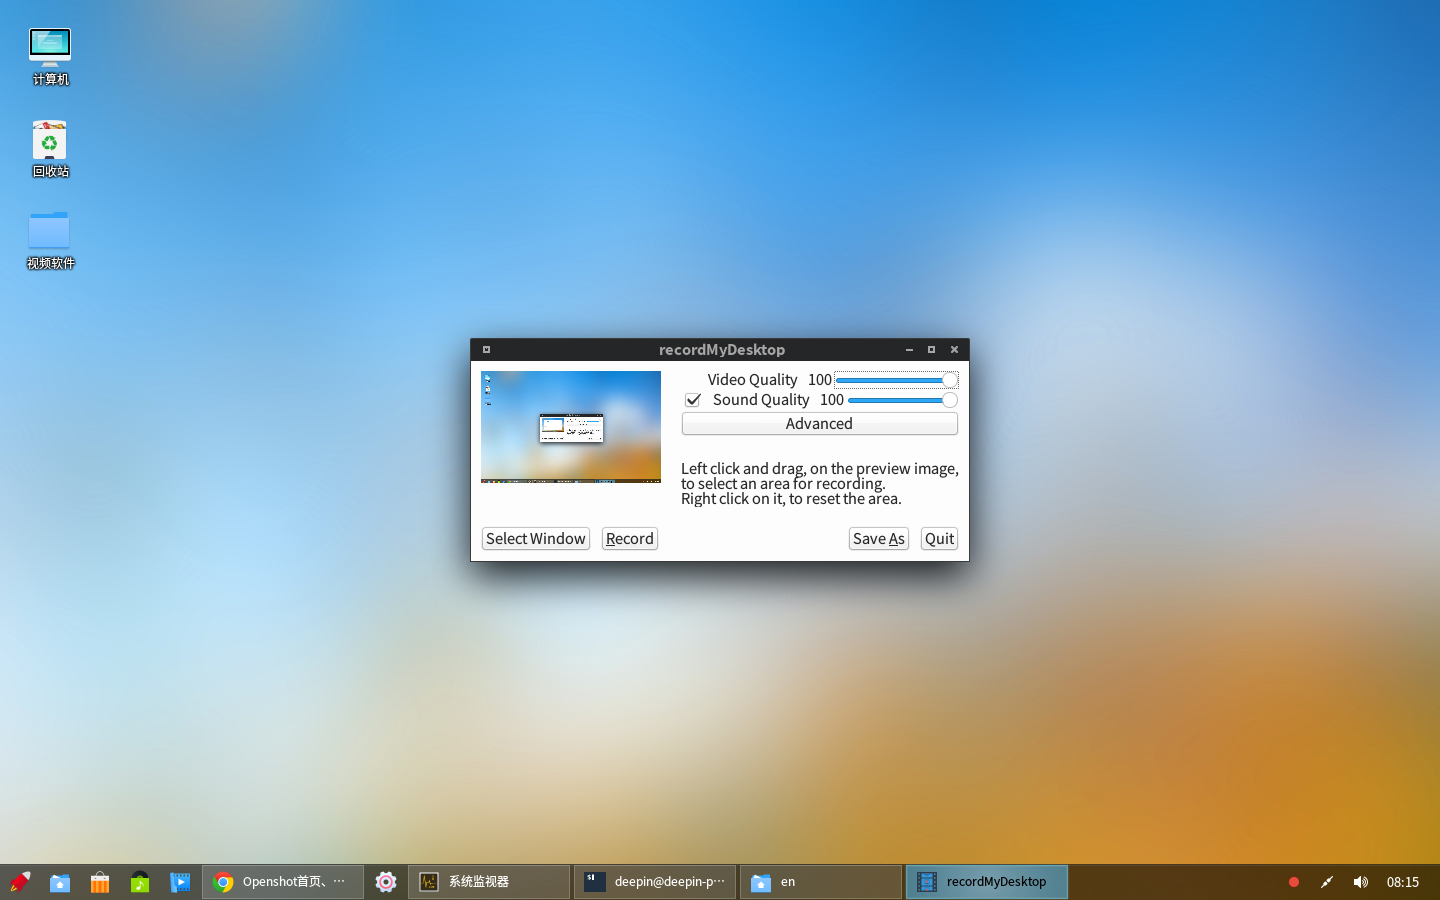 计算机
回收站
视频软件
recordMyDesktop
Video Quality 100
Sound Quality 100
Advanced
Left click and drag, on the preview image,
to select an area for recording.
Right click on it, to reset the area.
Select Window
Record
Save As
Quit
Openshot首页、…
系统监视器
deepin@deepin-p…
en
recordMyDesktop
08:15